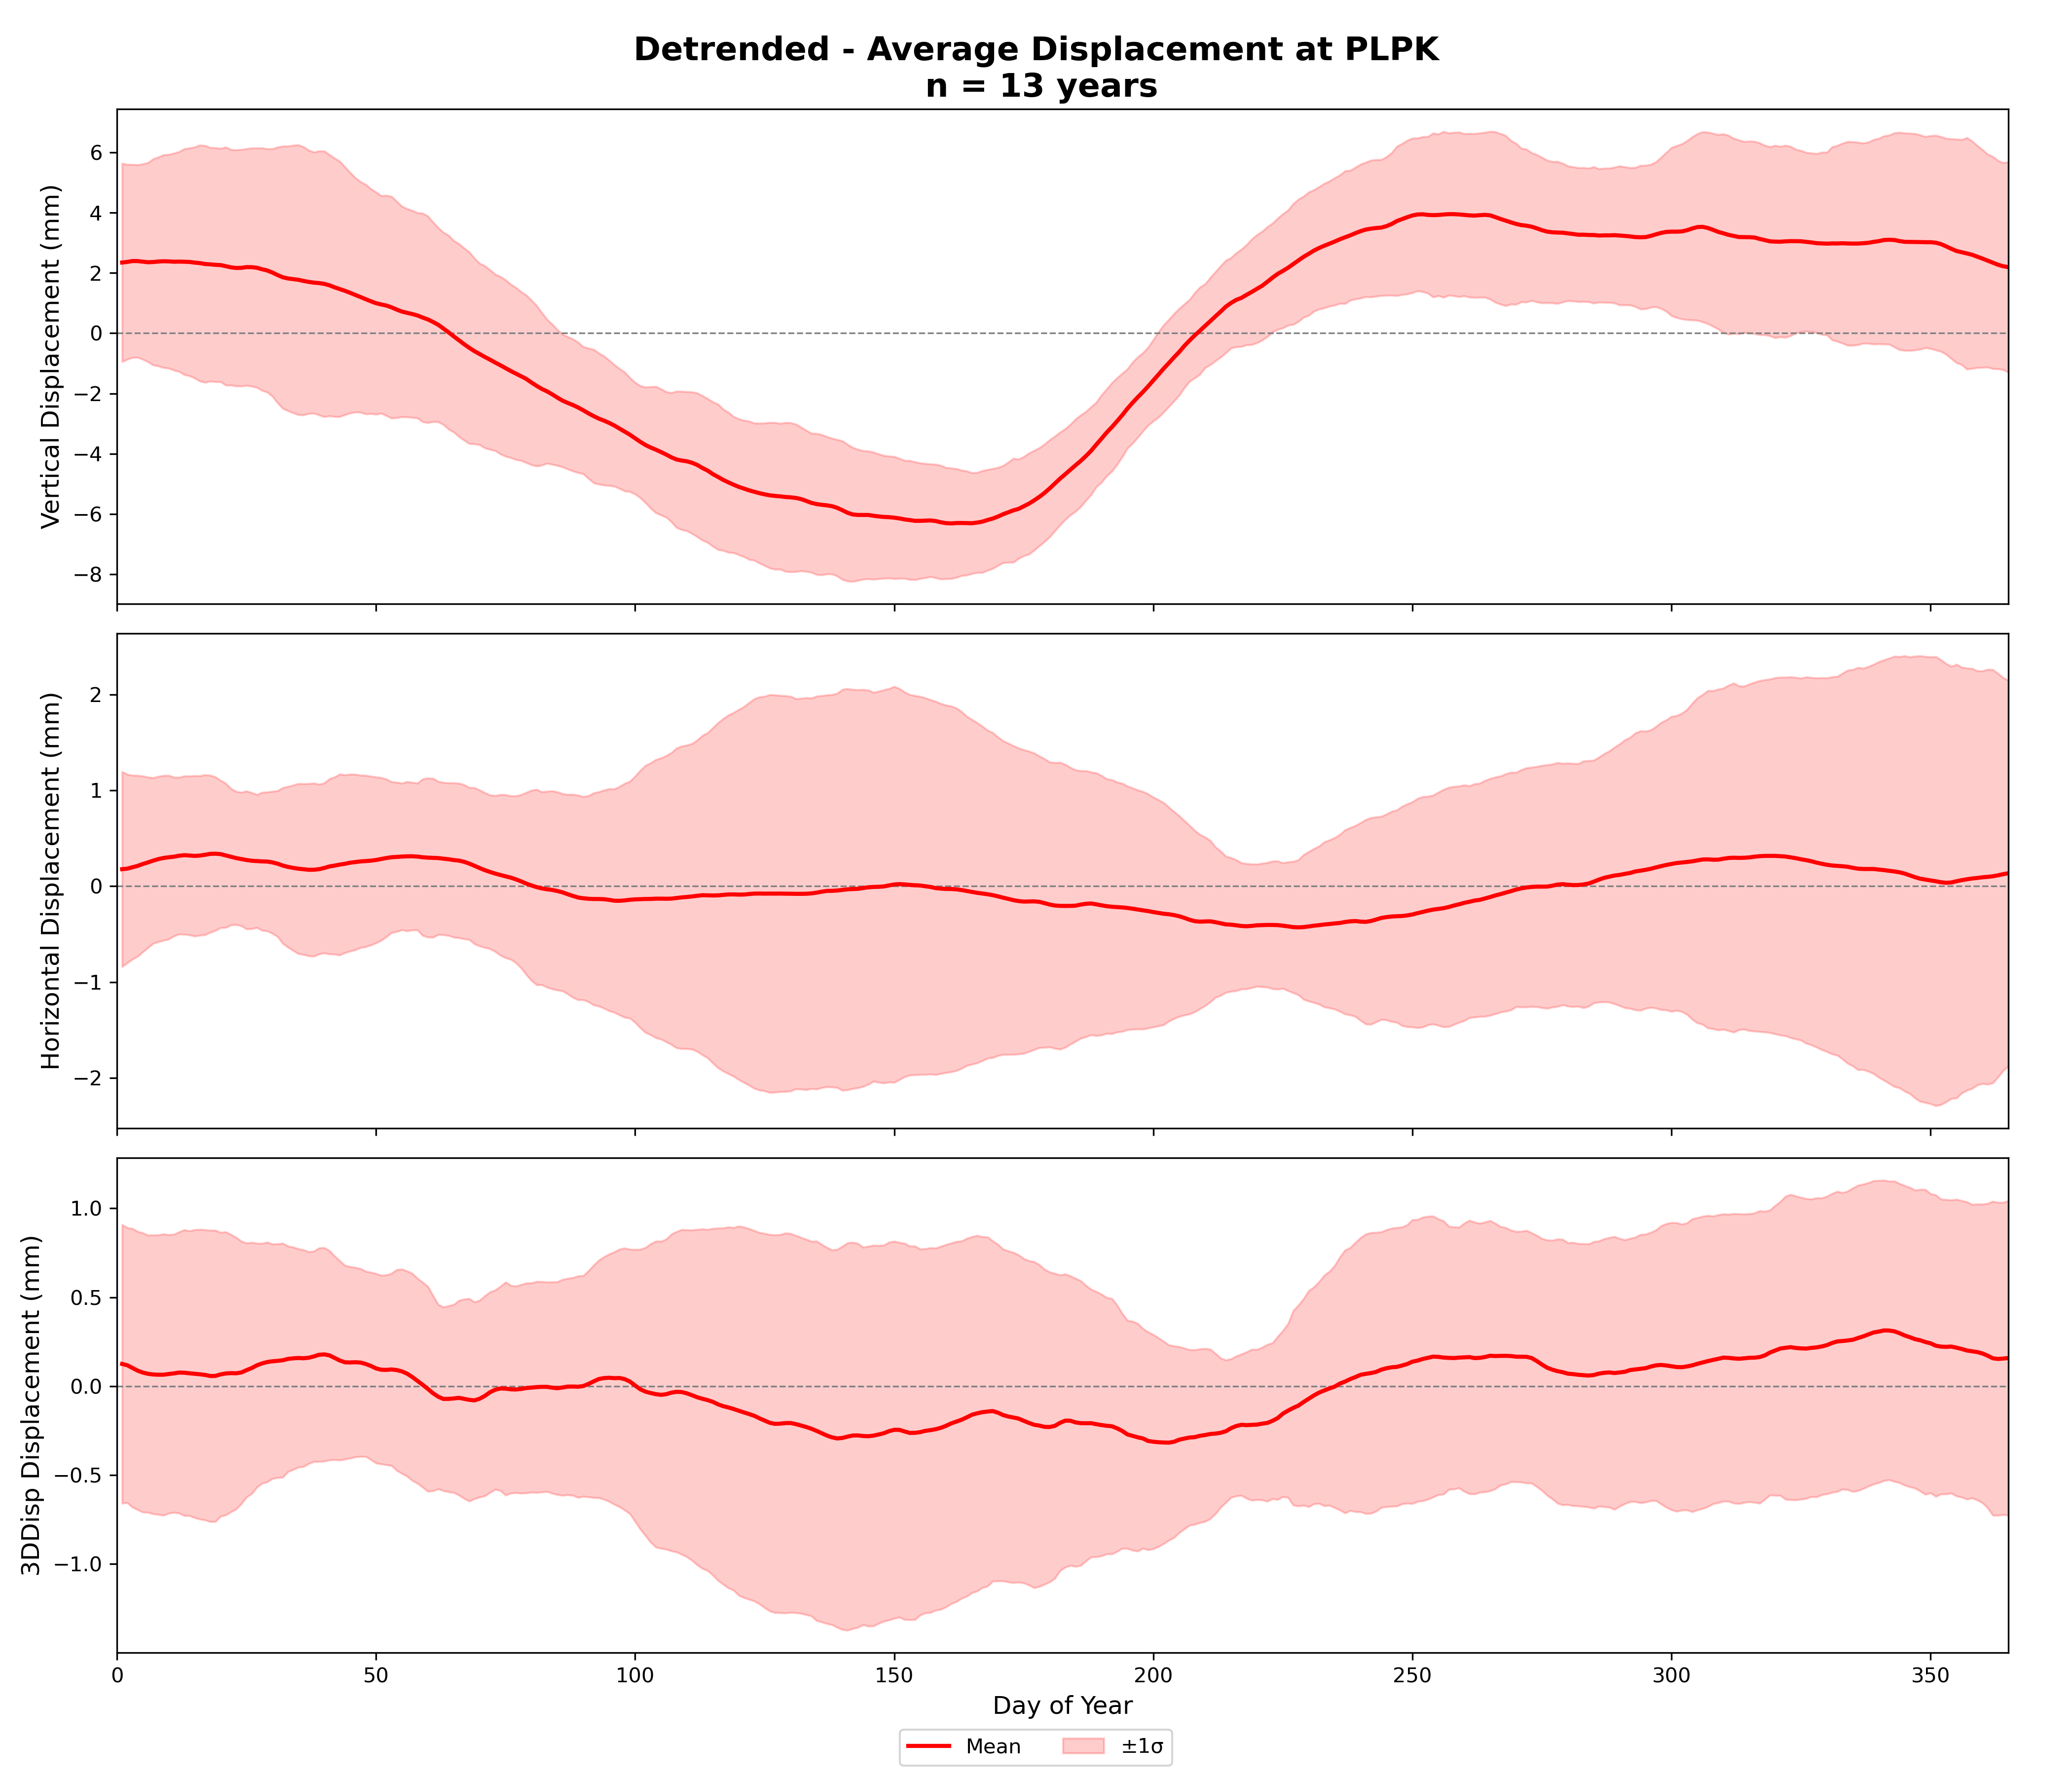 Detrended - Average Displacement at PLPK
n = 13 years
Vertical Displacement (mm)
6
4
2
0
−2
−4
−6
−8
Horizontal Displacement (mm)
2
1
0
−1
−2
3DDisp Displacement (mm)
1.0
0.5
0.0
−0.5
−1.0
0 50 100 150 200 250 300 350
Day of Year
Mean ±1σ